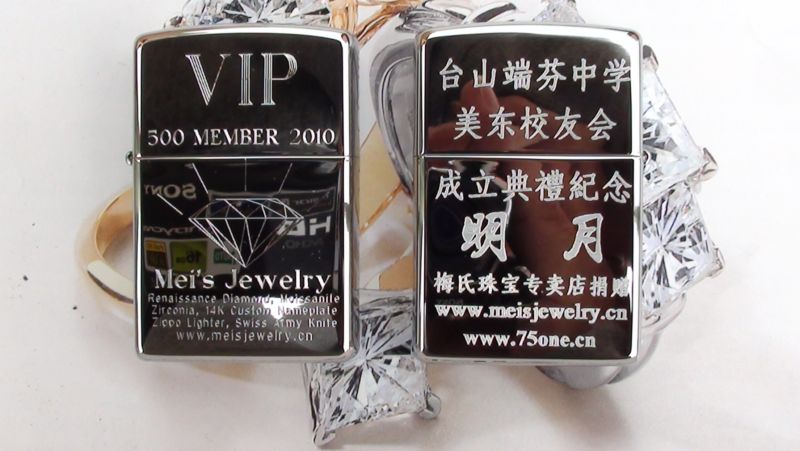 VIP
500 MEMBER 2010
Mei's Jewelry
Renaissance Diamond, Moissanite
Zirconia, 14K Custom Nameplate
Zippo Lighter, Swiss Army Knife
www.meisjewelry.cn
台山端芬中学
美东校友会
成立典禮紀念
明 月
梅氏珠宝专卖店捐赠
www.meisjewelry.cn
www.75one.cn
SONY